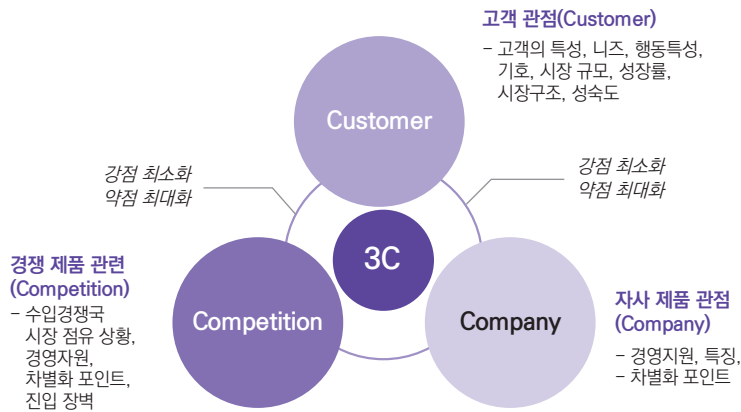 고객 관점(Customer)
- 고객의 특성, 니즈, 행동특성,
기호, 시장 규모, 성장률,
시장구조, 성숙도
Customer
강점 최소화
약점 최대화
강점 최소화
약점 최대화
3C
경쟁 제품 관련
(Competition)
- 수입경쟁국
시장 점유 상황,
경영자원,
차별화 포인트,
진입 장벽
Competition
Company
자사 제품 관점
(Company)
- 경영지원, 특징,
- 차별화 포인트